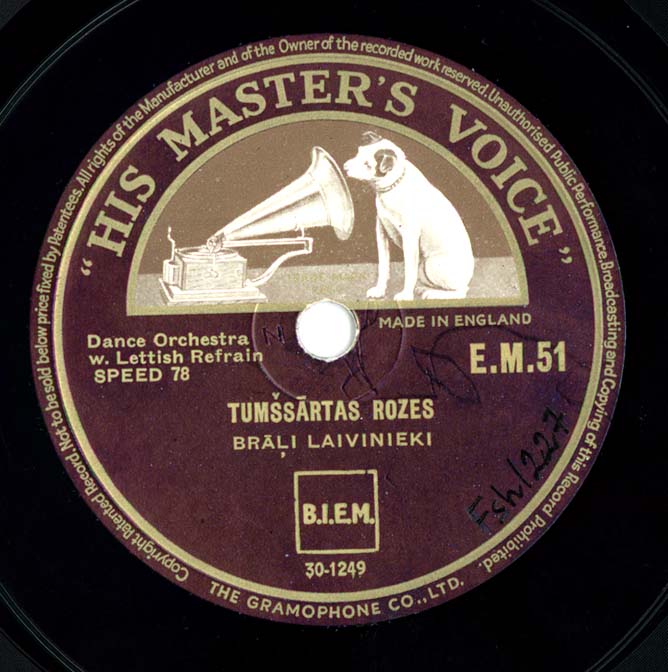 Copyright Patented Record. Not to be sold below price fixed by Patentees. All rights of the Manufacturer and of the Owner of the recorded work reserved. Unauthorised Public Performance, Broadcasting and Copying of this Record Prohibited.
"HIS MASTER'S VOICE"
MADE IN ENGLAND
Dance Orchestra
w. Lettish Refrain
SPEED 78
E.M.51
TUMŠSĀRTAS ROZES
BRĀĻI LAIVINIEKI
B.I.E.M.
30-1249
THE GRAMOPHONE CO., LTD.